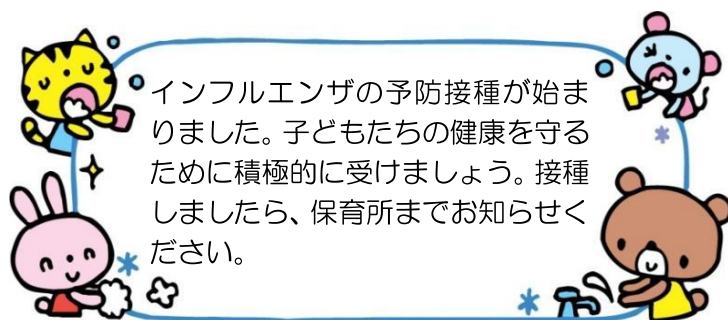 インフルエンザの予防接種が始ま
りました。子どもたちの健康を守る
ために積極的に受けましょう。接種
しましたら、保育所までお知らせく
ださい。